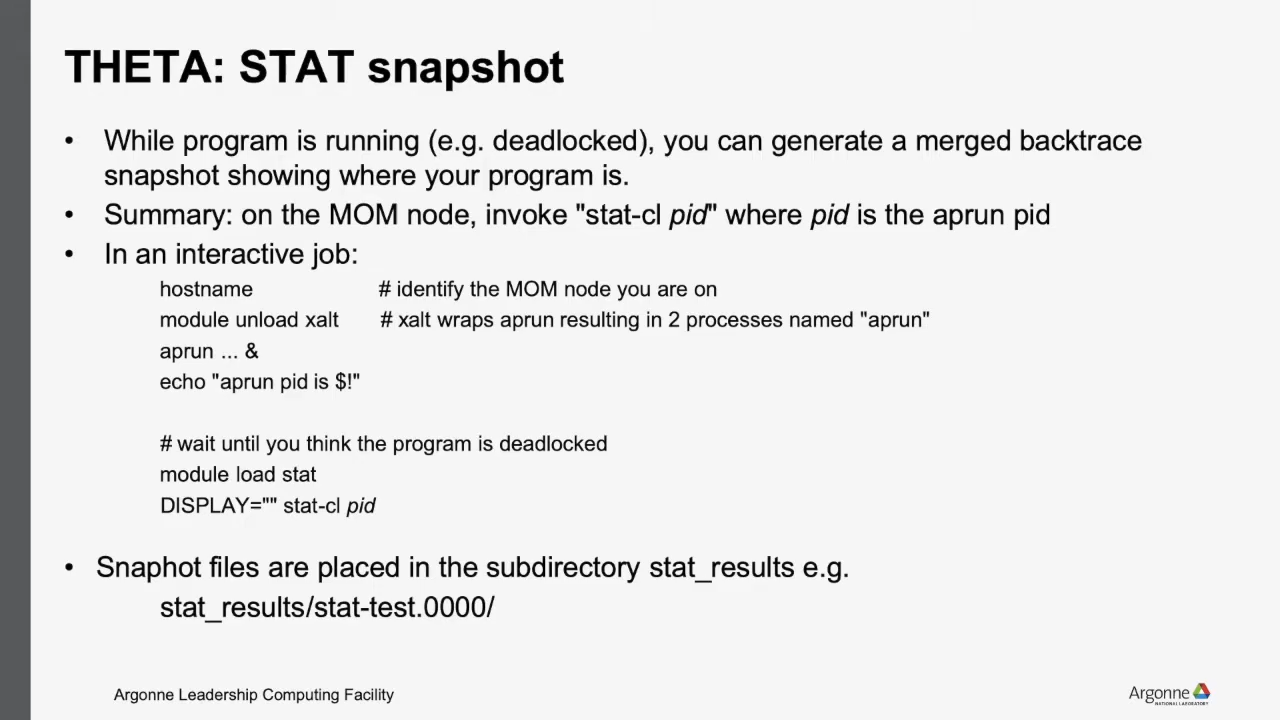 THETA: STAT snapshot
• While program is running (e.g. deadlocked), you can generate a merged backtrace
snapshot showing where your program is.
• Summary: on the MOM node, invoke "stat-cl pid" where pid is the aprun pid
• In an interactive job:
hostname # identify the MOM node you are on
module unload xalt # xalt wraps aprun resulting in 2 processes named "aprun"
aprun ... &
echo "aprun pid is $!"
# wait until you think the program is deadlocked
module load stat
DISPLAY="" stat-cl pid
• Snaphot files are placed in the subdirectory stat_results e.g.
stat_results/stat-test.0000/
Argonne Leadership Computing Facility
Argonne
NATIONAL LABORATORY